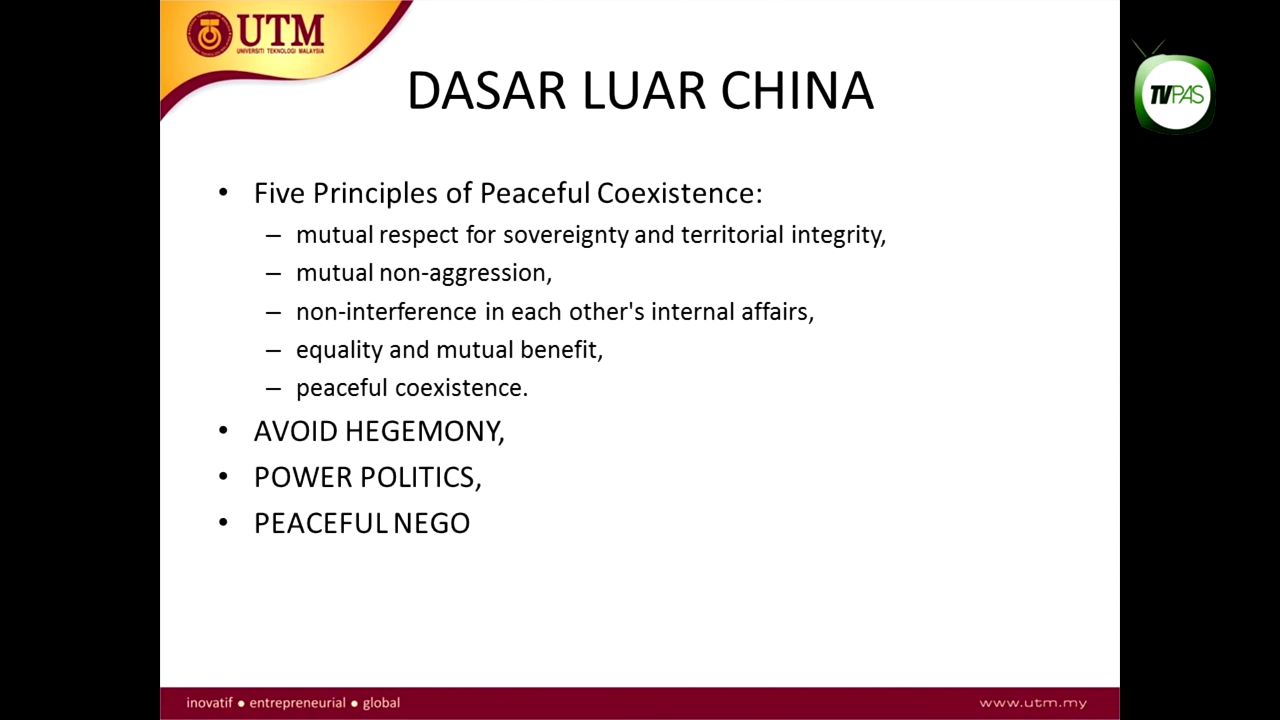 UTM
UNIVERSITI TEKNOLOGI MALAYSIA
TVPAS
DASAR LUAR CHINA
• Five Principles of Peaceful Coexistence:
– mutual respect for sovereignty and territorial integrity,
– mutual non-aggression,
– non-interference in each other's internal affairs,
– equality and mutual benefit,
– peaceful coexistence.
• AVOID HEGEMONY,
• POWER POLITICS,
• PEACEFUL NEGO
inovatif ● entrepreneurial ● global
www.utm.my